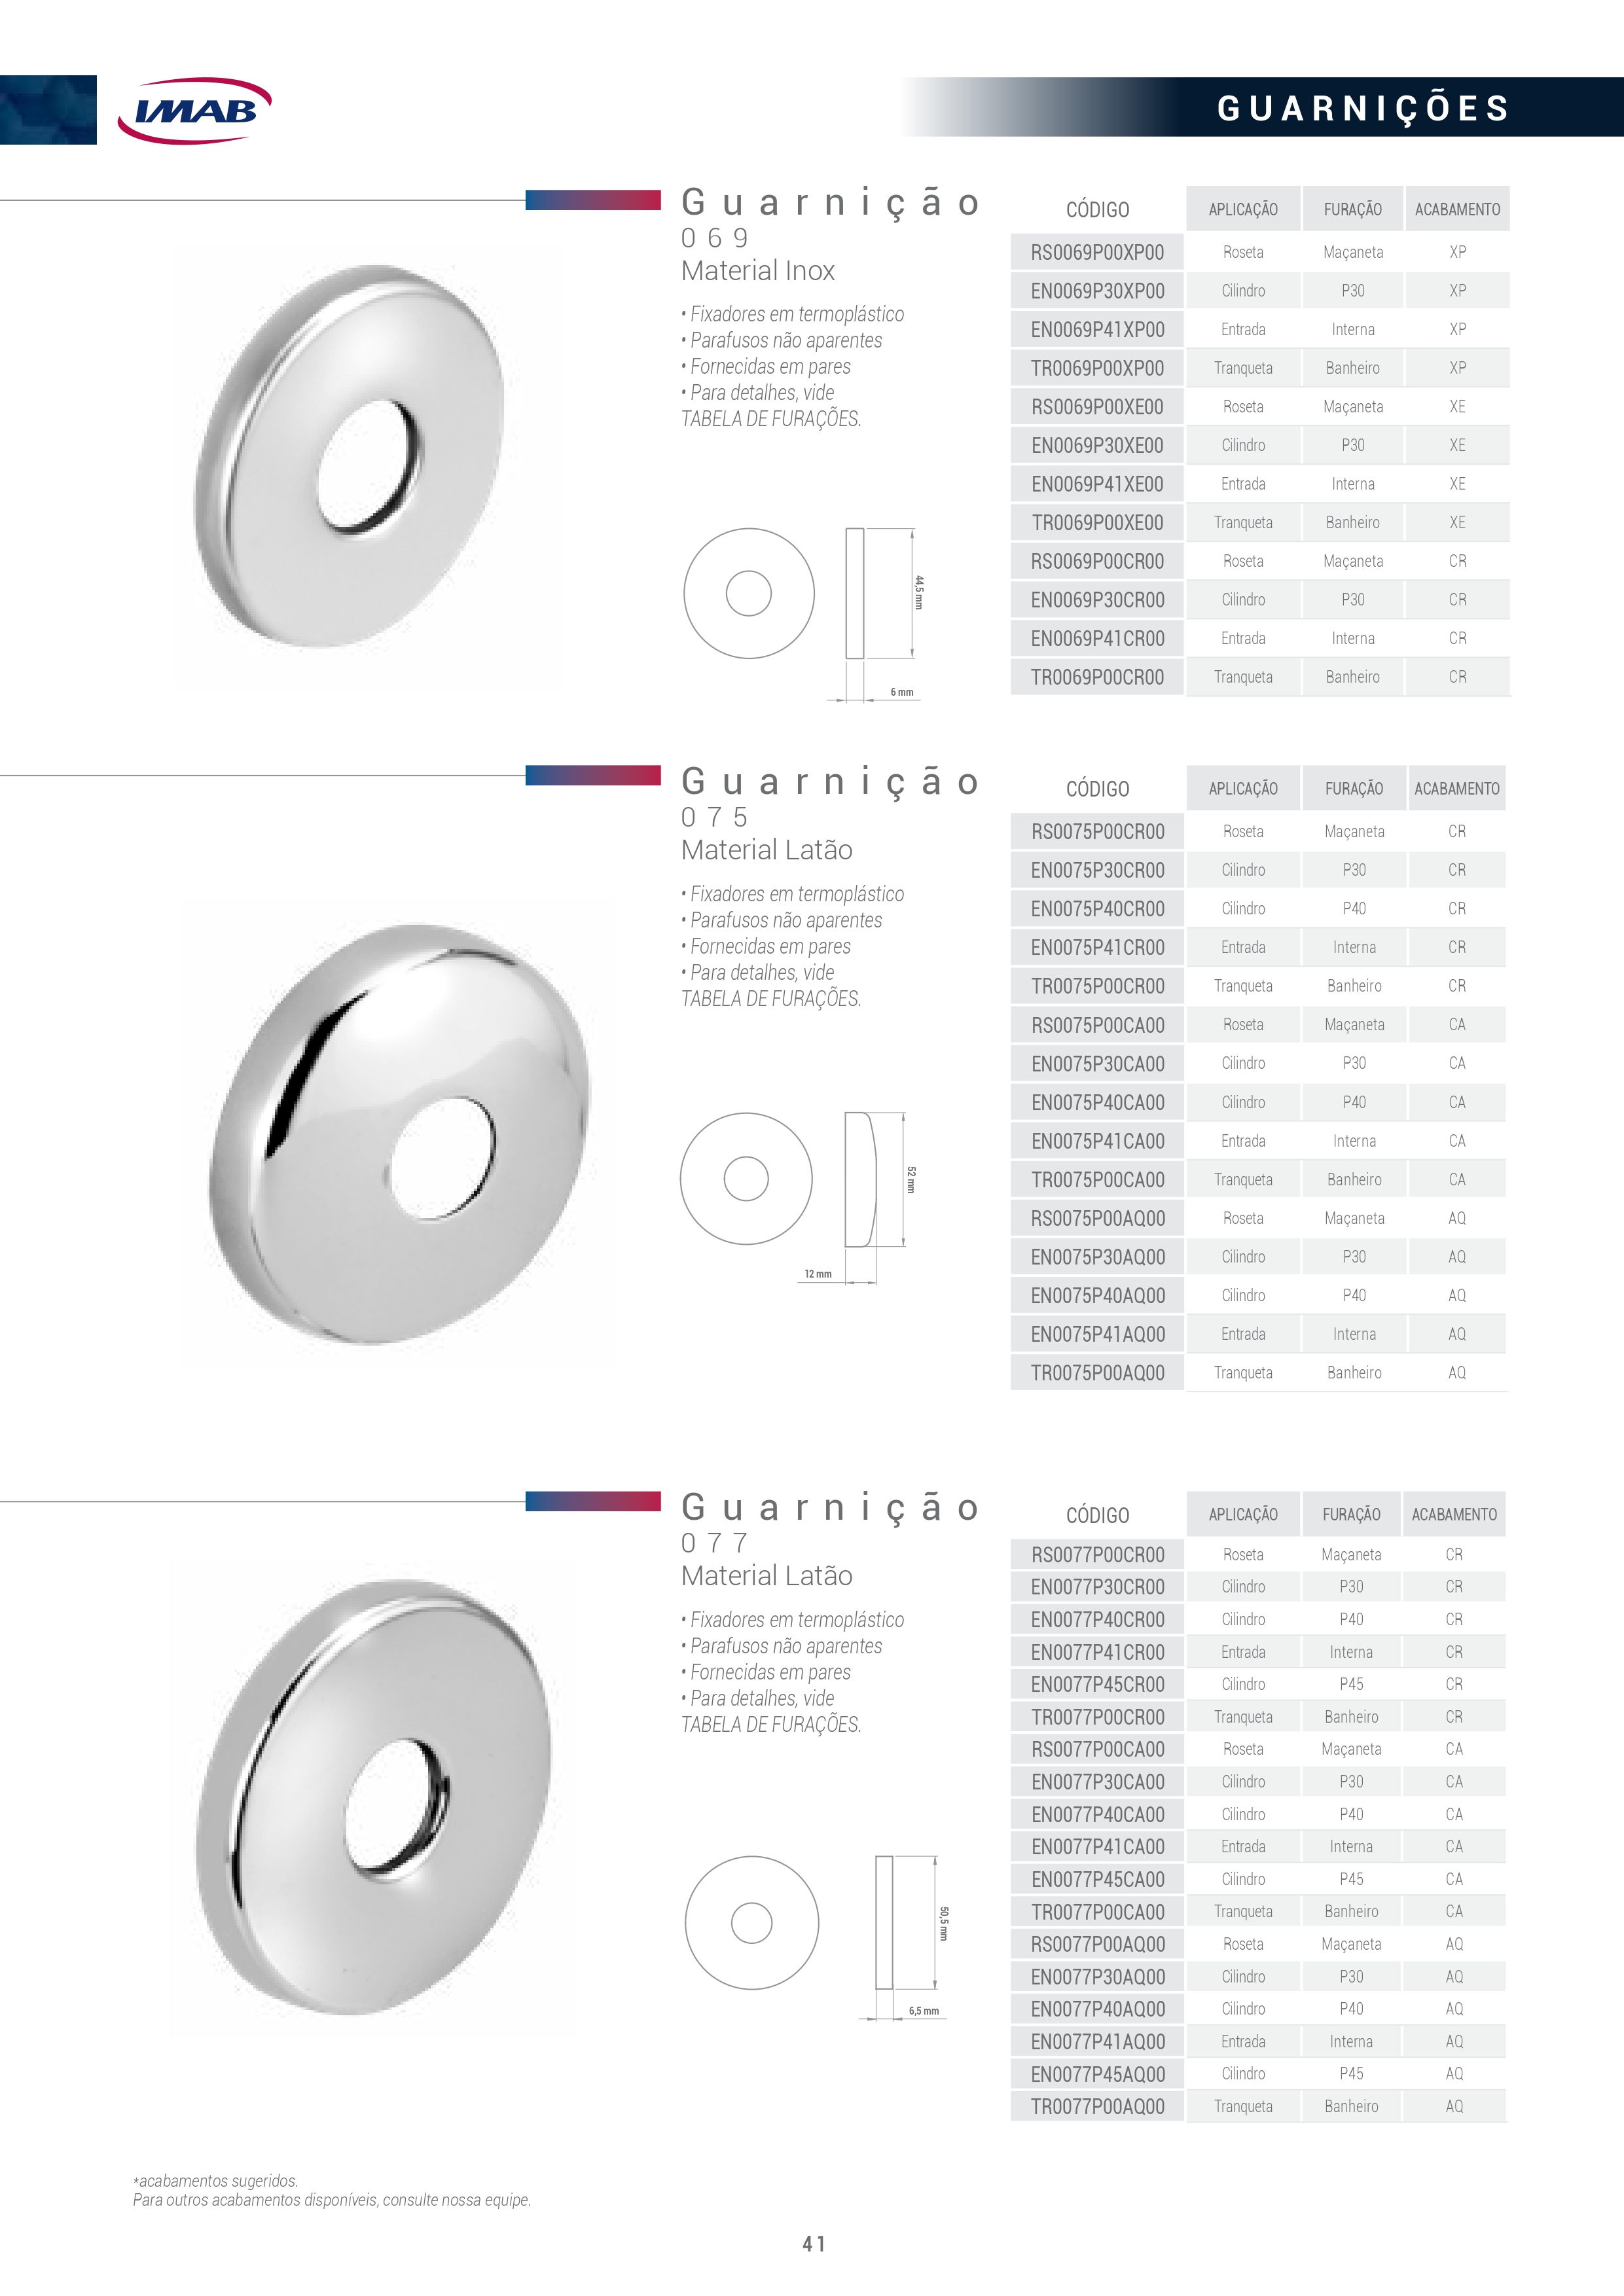 IMAB
GUARNIÇÕES
Guarnição
069
Material Inox
• Fixadores em termoplástico
• Parafusos não aparentes
• Fornecidas em pares
• Para detalhes, vide
TABELA DE FURAÇÕES.
44,5 mm
6 mm
CÓDIGO APLICAÇÃO FURAÇÃO ACABAMENTO
RS0069P00XP00 Roseta Maçaneta XP
EN0069P30XP00 Cilindro P30 XP
EN0069P41XP00 Entrada Interna XP
TR0069P00XP00 Tranqueta Banheiro XP
RS0069P00XE00 Roseta Maçaneta XE
EN0069P30XE00 Cilindro P30 XE
EN0069P41XE00 Entrada Interna XE
TR0069P00XE00 Tranqueta Banheiro XE
RS0069P00CR00 Roseta Maçaneta CR
EN0069P30CR00 Cilindro P30 CR
EN0069P41CR00 Entrada Interna CR
TR0069P00CR00 Tranqueta Banheiro CR
Guarnição
075
Material Latão
• Fixadores em termoplástico
• Parafusos não aparentes
• Fornecidas em pares
• Para detalhes, vide
TABELA DE FURAÇÕES.
52 mm
12 mm
CÓDIGO APLICAÇÃO FURAÇÃO ACABAMENTO
RS0075P00CR00 Roseta Maçaneta CR
EN0075P30CR00 Cilindro P30 CR
EN0075P40CR00 Cilindro P40 CR
EN0075P41CR00 Entrada Interna CR
TR0075P00CR00 Tranqueta Banheiro CR
RS0075P00CA00 Roseta Maçaneta CA
EN0075P30CA00 Cilindro P30 CA
EN0075P40CA00 Cilindro P40 CA
EN0075P41CA00 Entrada Interna CA
TR0075P00CA00 Tranqueta Banheiro CA
RS0075P00AQ00 Roseta Maçaneta AQ
EN0075P30AQ00 Cilindro P30 AQ
EN0075P40AQ00 Cilindro P40 AQ
EN0075P41AQ00 Entrada Interna AQ
TR0075P00AQ00 Tranqueta Banheiro AQ
Guarnição
077
Material Latão
• Fixadores em termoplástico
• Parafusos não aparentes
• Fornecidas em pares
• Para detalhes, vide
TABELA DE FURAÇÕES.
50,5 mm
6,5 mm
CÓDIGO APLICAÇÃO FURAÇÃO ACABAMENTO
RS0077P00CR00 Roseta Maçaneta CR
EN0077P30CR00 Cilindro P30 CR
EN0077P40CR00 Cilindro P40 CR
EN0077P41CR00 Entrada Interna CR
EN0077P45CR00 Cilindro P45 CR
TR0077P00CR00 Tranqueta Banheiro CR
RS0077P00CA00 Roseta Maçaneta CA
EN0077P30CA00 Cilindro P30 CA
EN0077P40CA00 Cilindro P40 CA
EN0077P41CA00 Entrada Interna CA
EN0077P45CA00 Cilindro P45 CA
TR0077P00CA00 Tranqueta Banheiro CA
RS0077P00AQ00 Roseta Maçaneta AQ
EN0077P30AQ00 Cilindro P30 AQ
EN0077P40AQ00 Cilindro P40 AQ
EN0077P41AQ00 Entrada Interna AQ
EN0077P45AQ00 Cilindro P45 AQ
TR0077P00AQ00 Tranqueta Banheiro AQ
*acabamentos sugeridos.
Para outros acabamentos disponíveis, consulte nossa equipe.
41